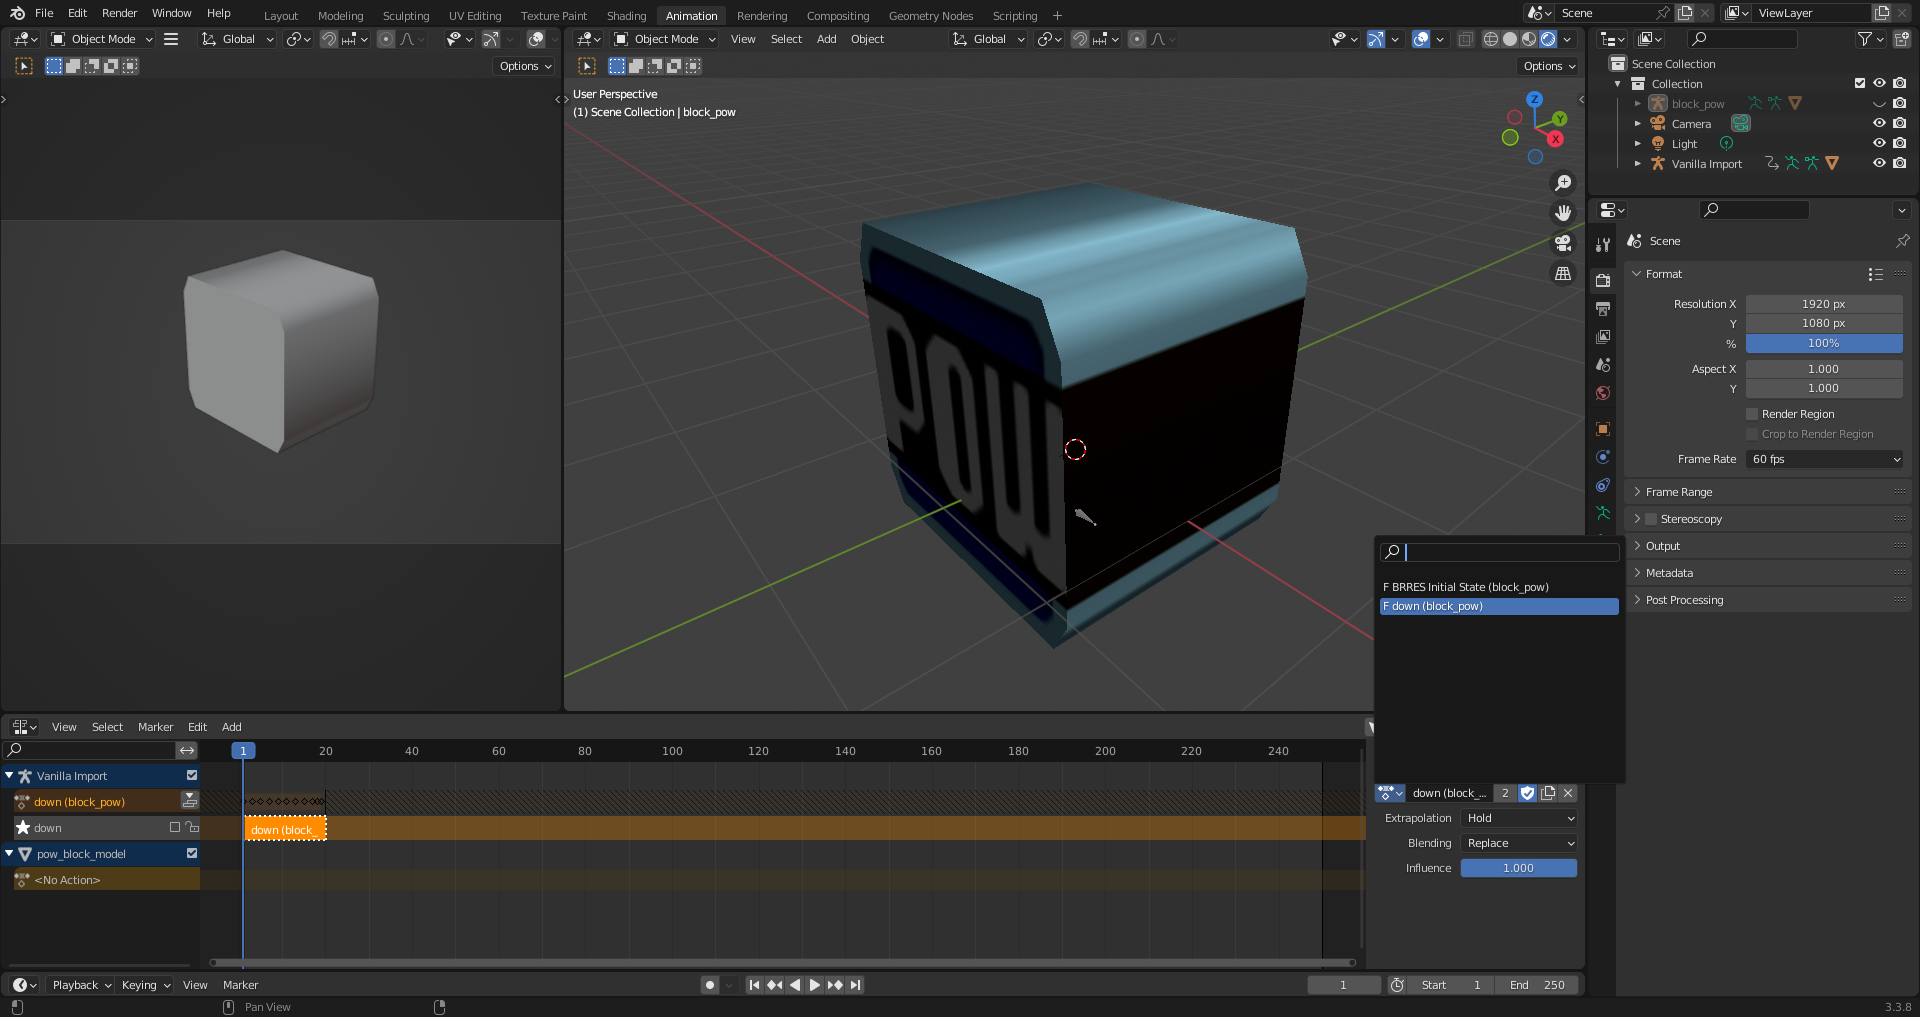 File Edit Render Window Help Layout Modeling Sculpting UV Editing Texture Paint Shading Animation Rendering Compositing Geometry Nodes Scripting Scene ViewLayer
Object Mode Global Object Mode View Select Add Object Global
Options Options
User Perspective
(1) Scene Collection | block_pow
Z
Y
X
POW
Scene Collection
Collection
block_pow
Camera
Light
Vanilla Import
Scene
Format
Resolution X 1920 px
Y 1080 px
% 100%
Aspect X 1.000
Y 1.000
Render Region
Crop to Render Region
Frame Rate 60 fps
Frame Range
Stereoscopy
Output
Metadata
Post Processing
F BRRES Initial State (block_pow)
F down (block_pow)
View Select Marker Edit Add
1 20 40 60 80 100 120 140 160 180 200 220 240
Vanilla Import
down (block_pow)
down down (block_
pow_block_model
<No Action>
down (block_... 2
Extrapolation Hold
Blending Replace
Influence 1.000
Playback Keying View Marker 1 Start 1 End 250
Pan View 3.3.8